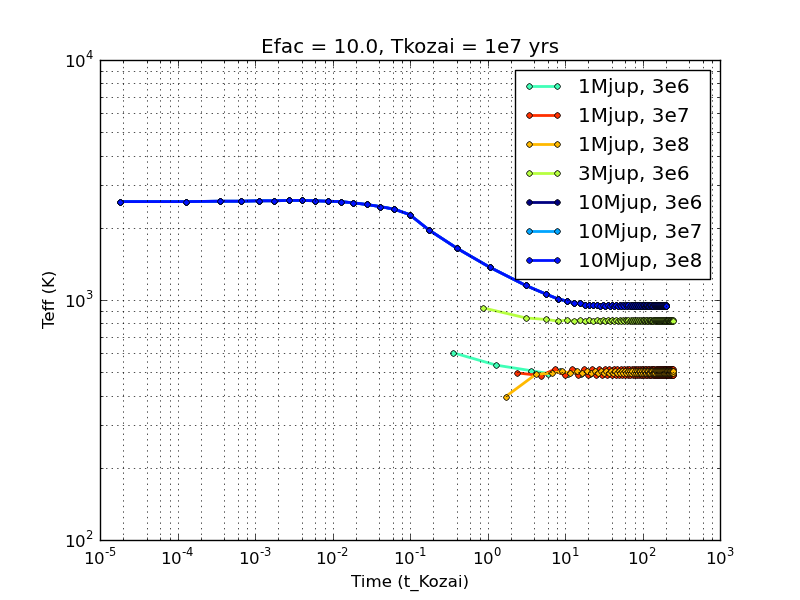 Efac = 10.0, Tkozai = 1e7 yrs
10^4
1Mjup, 3e6
1Mjup, 3e7
1Mjup, 3e8
3Mjup, 3e6
10Mjup, 3e6
10Mjup, 3e7
10Mjup, 3e8
10^3
Teff (K)
10^2
10^-5 10^-4 10^-3 10^-2 10^-1 10^0 10^1 10^2 10^3
Time (t_Kozai)